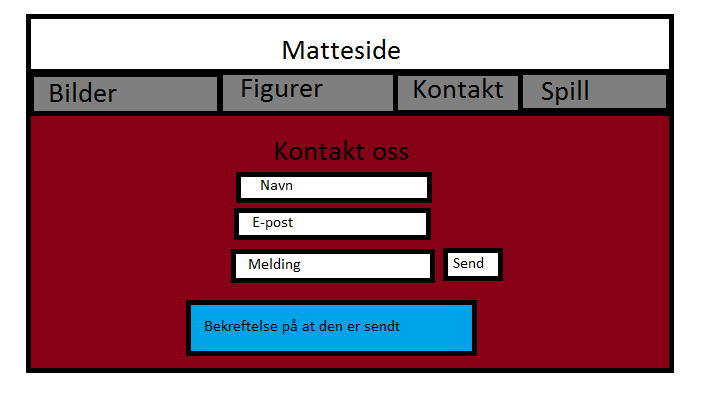 Matteside
Bilder Figurer Kontakt Spill
Kontakt oss
Navn
E-post
Melding Send
Bekreftelse på at den er sendt